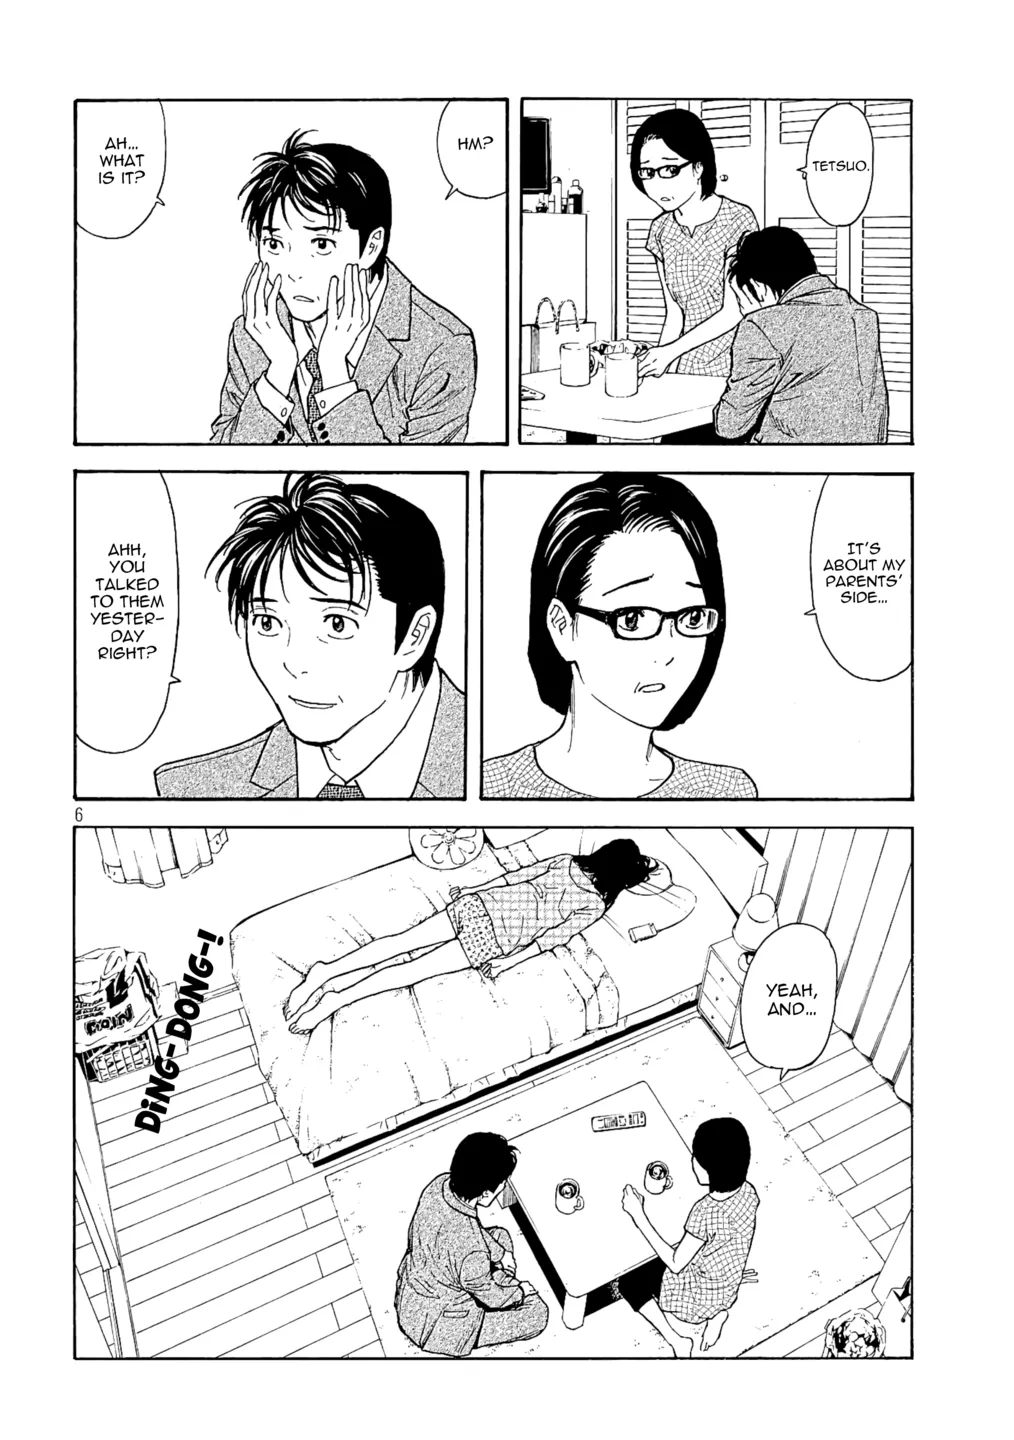 TETSUO.
HM?
AH...
WHAT
IS IT?
IT'S
ABOUT MY
PARENTS'
SIDE...
AHH,
YOU
TALKED
TO THEM
YESTER-
DAY
RIGHT?
6
YEAH,
AND...
DiNG-DONG-!
COIN